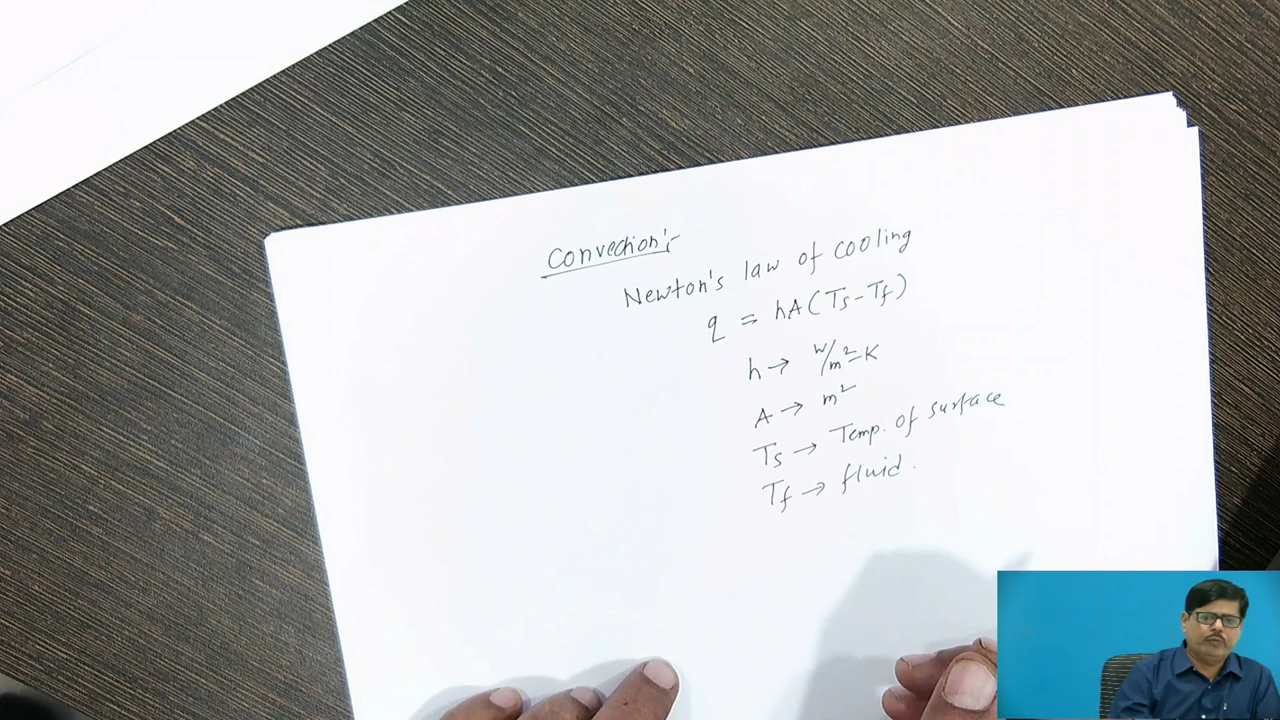 Convection:-
Newton's law of cooling
q = hA(Ts-Tf)
h → W/m²-K
A → m²
Ts → Temp. of surface
Tf → fluid.